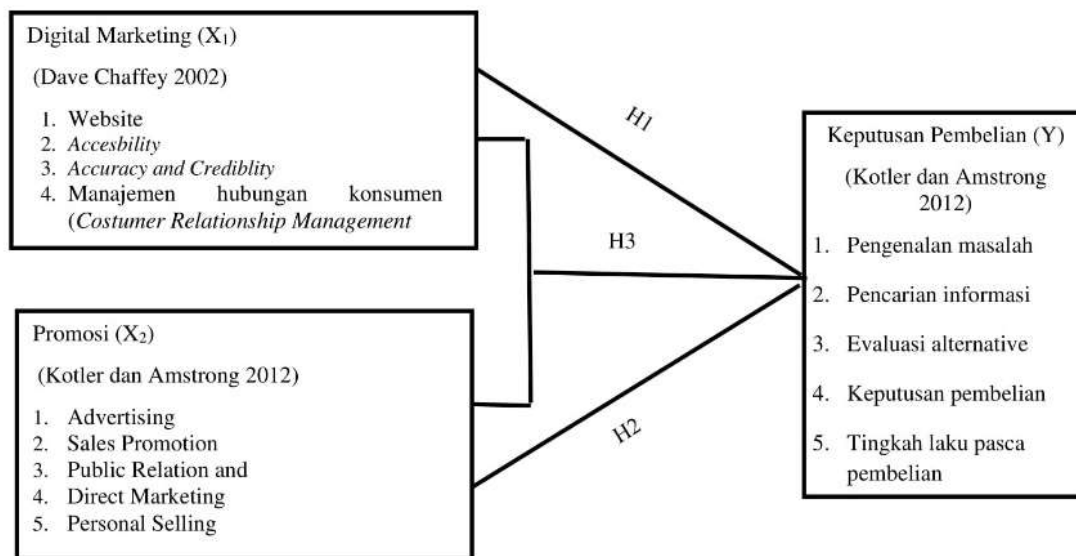 Digital Marketing (X₁)
(Dave Chaffey 2002)
1. Website
2. Accesbility
3. Accuracy and Crediblity
4. Manajemen hubungan konsumen
(Costumer Relationship Management
Promosi (X₂)
(Kotler dan Amstrong 2012)
1. Advertising
2. Sales Promotion
3. Public Relation and
4. Direct Marketing
5. Personal Selling
H1
H3
H2
Keputusan Pembelian (Y)
(Kotler dan Amstrong
2012)
1. Pengenalan masalah
2. Pencarian informasi
3. Evaluasi alternative
4. Keputusan pembelian
5. Tingkah laku pasca
pembelian